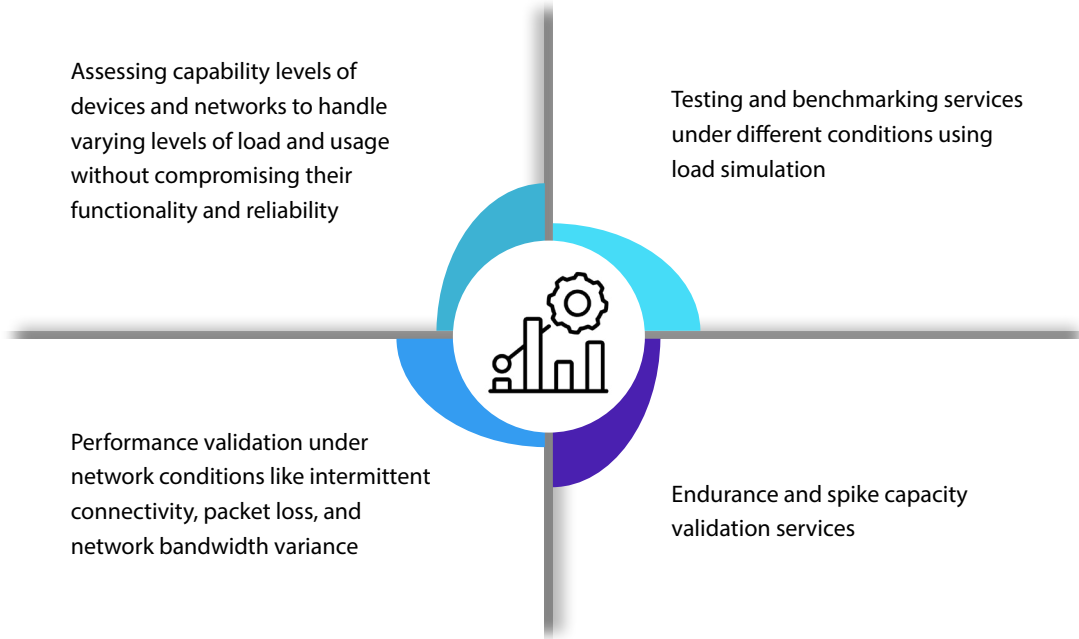 Assessing capability levels of
devices and networks to handle
varying levels of load and usage
without compromising their
functionality and reliability
Testing and benchmarking services
under different conditions using
load simulation
Performance validation under
network conditions like intermittent
connectivity, packet loss, and
network bandwidth variance
Endurance and spike capacity
validation services